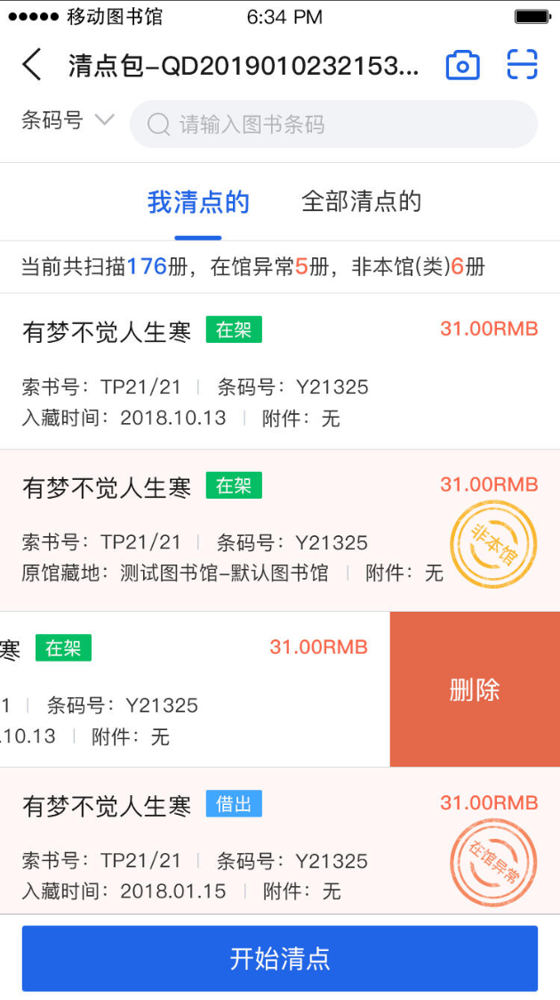 移动图书馆 6:34 PM
清点包-QD2019010232153...
条码号 请输入图书条码
我清点的 全部清点的
当前共扫描176册，在馆异常5册，非本馆(类)6册
有梦不觉人生寒 在架 31.00RMB
索书号：TP21/21 条码号：Y21325
入藏时间：2018.10.13 附件：无
有梦不觉人生寒 在架 31.00RMB
索书号：TP21/21 条码号：Y21325
原馆藏地：测试图书馆-默认图书馆 附件：无
非本馆
寒 在架 31.00RMB
1 条码号：Y21325
.10.13 附件：无
删除
有梦不觉人生寒 借出 31.00RMB
索书号：TP21/21 条码号：Y21325
入藏时间：2018.01.15 附件：无
在馆异常
开始清点